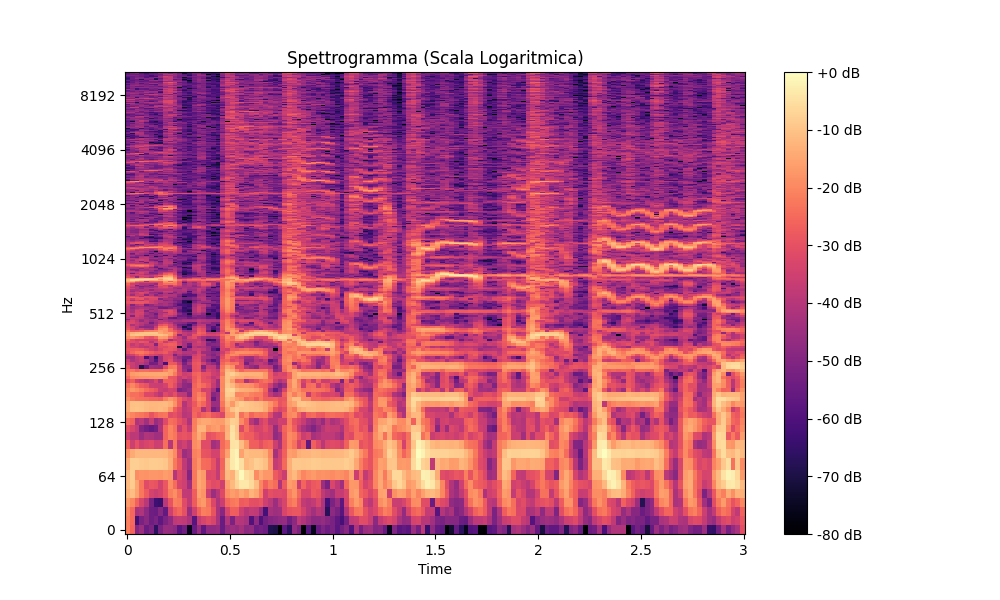 Spettrogramma (Scala Logaritmica)
8192
4096
2048
1024
512
256
128
64
0
Hz
0 0.5 1 1.5 2 2.5 3
Time
+0 dB
-10 dB
-20 dB
-30 dB
-40 dB
-50 dB
-60 dB
-70 dB
-80 dB